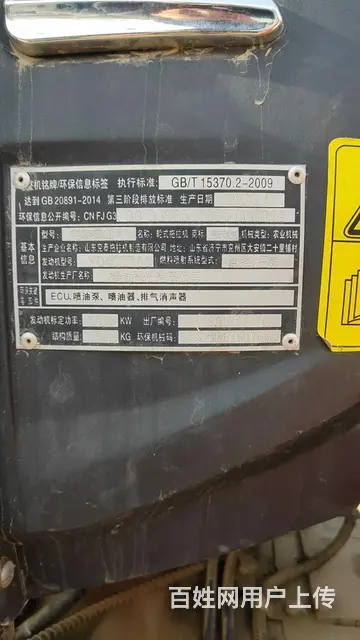 机铭牌/环保信息标签 执行标准: GB/T 15370.2-2009
达到 GB 20891-2014 第三阶段排放标准 生产日期
环保信息公开编号: CN FJ G3
基本信息
型号: 名称: 轮式拖拉机 商标 机械类型: 农业机械
生产企业名称: 山东克泰拖拉机制造有限公司 地址: 山东省济宁市兖州区大安镇二十里铺村
发动机型号: 燃料喷射系统型式:
发动机生产厂名称:
ECU、喷油泵、喷油器、排气消声器
发动机标定功率: KW 出厂编号:
结构质量: KG 环保机械码:
百姓网用户上传